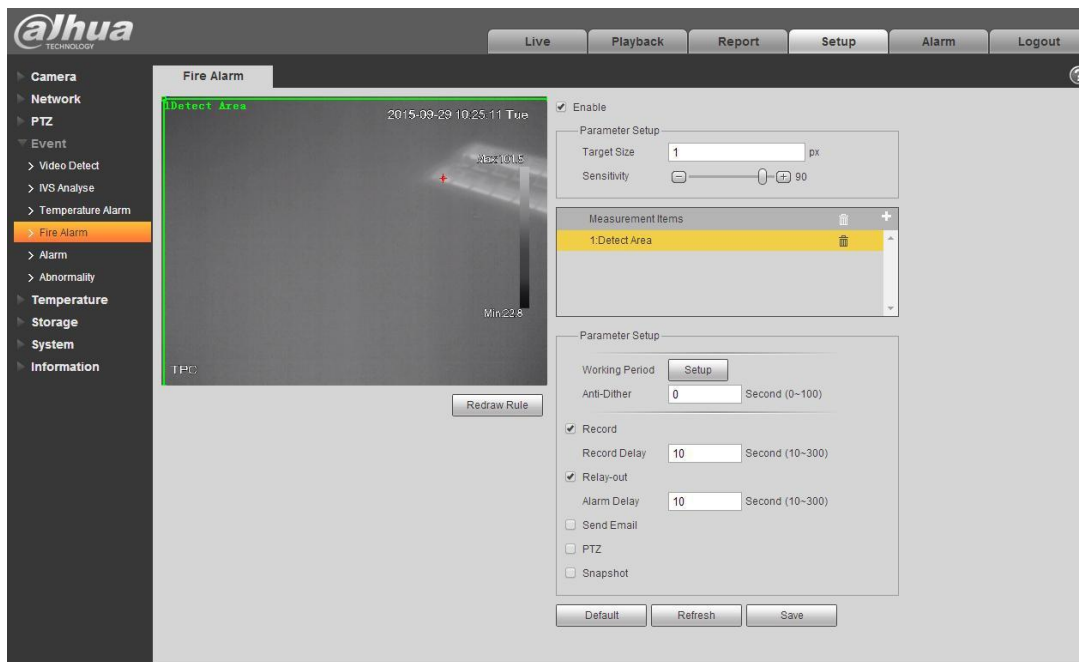 alhua
TECHNOLOGY
Live
Playback
Report
Setup
Alarm
Logout
Camera
Network
PTZ
Event
> Video Detect
> IVS Analyse
> Temperature Alarm
> Fire Alarm
> Alarm
> Abnormality
Temperature
Storage
System
Information
Fire Alarm
1Detect Area
2015-09-29 10:25:11 Tue
Max:101.5
Min:23.8
TPC
Redraw Rule
Enable
Parameter Setup
Target Size 1 px
Sensitivity 90
Measurement Items
1:Detect Area
Parameter Setup
Working Period Setup
Anti-Dither 0 Second (0~100)
Record
Record Delay 10 Second (10~300)
Relay-out
Alarm Delay 10 Second (10~300)
Send Email
PTZ
Snapshot
Default Refresh Save